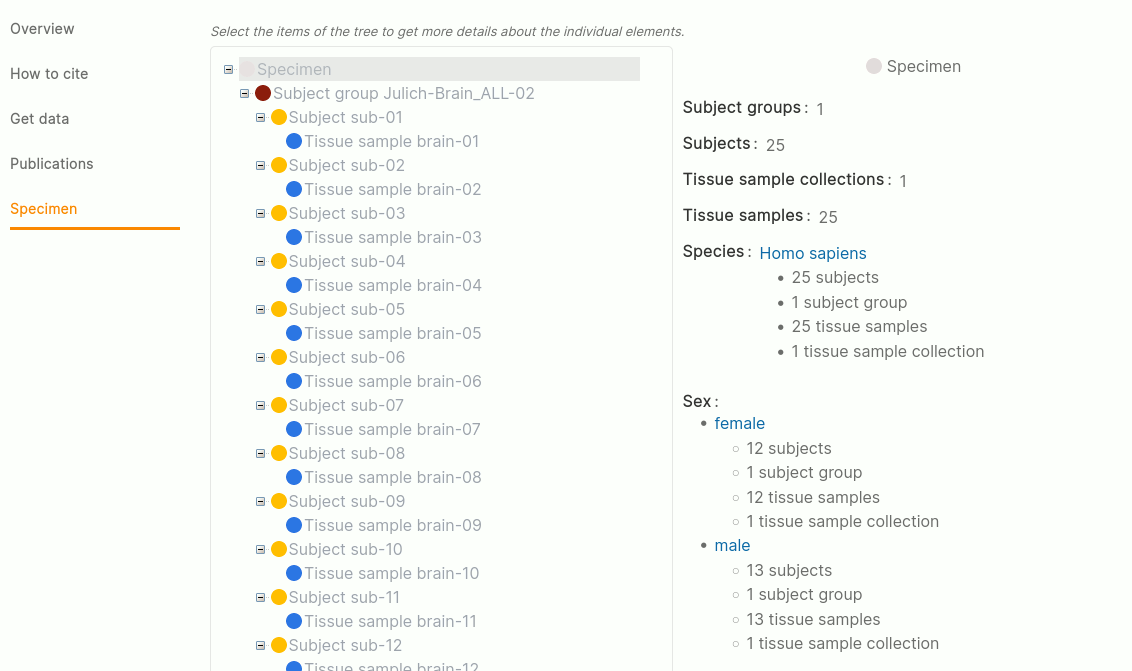 Overview
How to cite
Get data
Publications
Specimen
Select the items of the tree to get more details about the individual elements.
Specimen
Subject group Julich-Brain_ALL-02
Subject sub-01
Tissue sample brain-01
Subject sub-02
Tissue sample brain-02
Subject sub-03
Tissue sample brain-03
Subject sub-04
Tissue sample brain-04
Subject sub-05
Tissue sample brain-05
Subject sub-06
Tissue sample brain-06
Subject sub-07
Tissue sample brain-07
Subject sub-08
Tissue sample brain-08
Subject sub-09
Tissue sample brain-09
Subject sub-10
Tissue sample brain-10
Subject sub-11
Tissue sample brain-11
Subject sub-12
Tissue sample brain-12
Specimen
Subject groups : 1
Subjects : 25
Tissue sample collections : 1
Tissue samples : 25
Species : Homo sapiens
• 25 subjects
• 1 subject group
• 25 tissue samples
• 1 tissue sample collection
Sex :
• female
○ 12 subjects
○ 1 subject group
○ 12 tissue samples
○ 1 tissue sample collection
• male
○ 13 subjects
○ 1 subject group
○ 13 tissue samples
○ 1 tissue sample collection